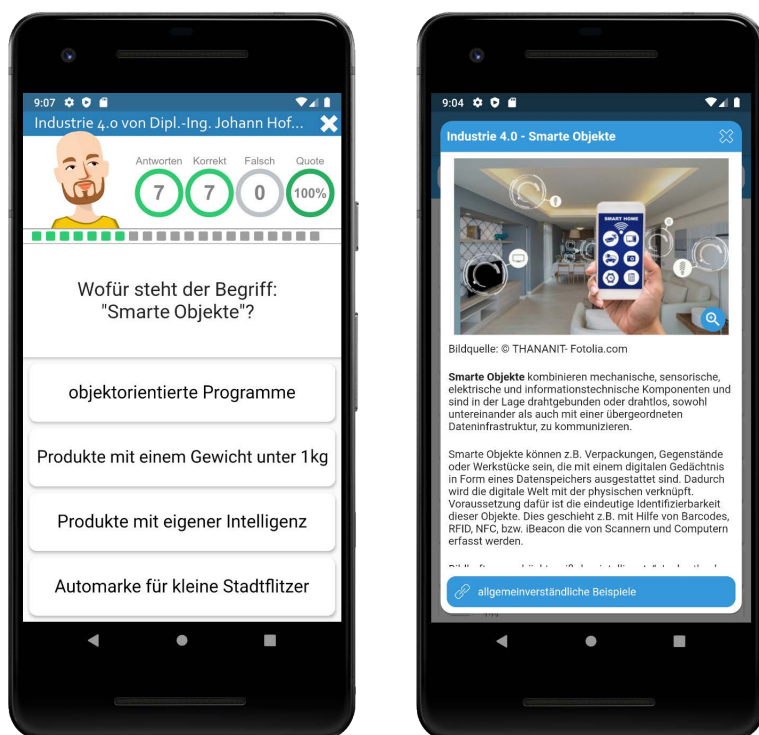 9:07
Industrie 4.0 von Dipl.-Ing. Johann Hof...
Antworten Korrekt Falsch Quote
7 7 0 100%
Wofür steht der Begriff:
"Smarte Objekte"?
objektorientierte Programme
Produkte mit einem Gewicht unter 1kg
Produkte mit eigener Intelligenz
Automarke für kleine Stadtflitzer
9:04
Industrie 4.0 - Smarte Objekte
SMART HOME
Bildquelle: © THANANIT- Fotolia.com
Smarte Objekte kombinieren mechanische, sensorische,
elektrische und informationstechnische Komponenten und
sind in der Lage drahtgebunden oder drahtlos, sowohl
untereinander als auch mit einer übergeordneten
Dateninfrastruktur, zu kommunizieren.
Smarte Objekte können z.B. Verpackungen, Gegenstände
oder Werkstücke sein, die mit einem digitalen Gedächtnis
in Form eines Datenspeichers ausgestattet sind. Dadurch
wird die digitale Welt mit der physischen verknüpft.
Voraussetzung dafür ist die eindeutige Identifizierbarkeit
dieser Objekte. Dies geschieht z.B. mit Hilfe von Barcodes,
RFID, NFC, bzw. iBeacon die von Scannern und Computern
erfasst werden.
allgemeinverständliche Beispiele